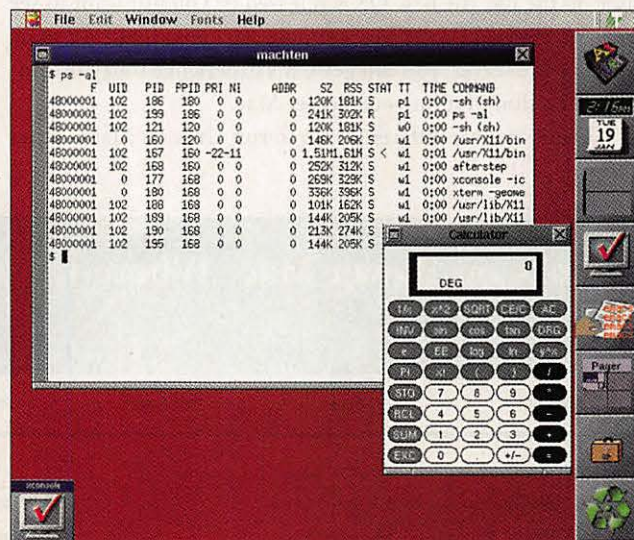 File Edit Window Fonts Help
machten
$ ps -al
F UID PID PPID PRI NI ADDR SZ RSS STAT TT TIME COMMAND
48000001 102 186 180 0 0 0 120K 181K S p1 0:00 -sh (sh)
48000001 102 199 186 0 0 0 241K 302K R p1 0:00 ps -al
48000001 102 121 120 0 0 0 120K 181K S w0 0:00 -sh (sh)
48000001 0 160 120 0 0 0 146K 206K S w1 0:00 /usr/X11/bin
48000001 102 167 160 -22 -11 0 1.51M 1.61M S < w1 0:01 /usr/X11/bin
48000001 102 168 160 0 0 0 252K 312K S w1 0:00 afterstep
48000001 0 177 168 0 0 0 269K 329K S w1 0:00 xconsole -ic
48000001 0 180 168 0 0 0 336K 396K S w1 0:00 xterm -geome
48000001 102 188 168 0 0 0 101K 162K S w1 0:00 /usr/lib/X11
48000001 102 189 168 0 0 0 144K 205K S w1 0:00 /usr/lib/X11
48000001 102 190 168 0 0 0 213K 274K S
48000001 102 195 168 0 0 0 144K 205K S
$
2:16
TUE
19
JAN
Calculator
0
DEG
1/x x^2 SQRT CE/C AC
INV sin cos tan DRG
e EE log ln y^x
PI x! ( ) /
STO 7 8 9 *
RCL 4 5 6 -
SUM 1 2 3 +
EXC 0 . +/- =
Pager
xconsole